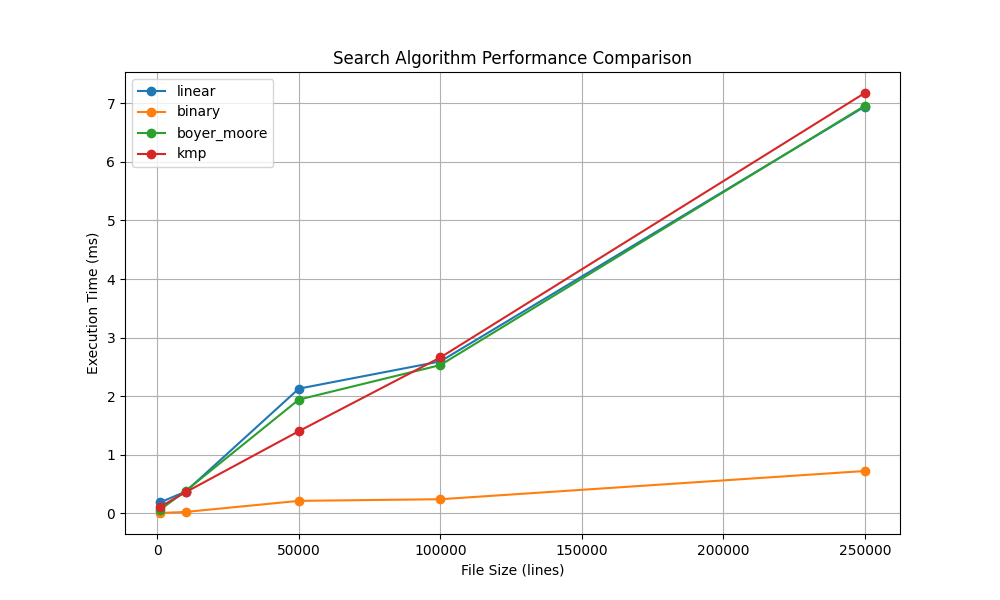 Search Algorithm Performance Comparison
linear
binary
boyer_moore
kmp
Execution Time (ms)
7
6
5
4
3
2
1
0
0 50000 100000 150000 200000 250000
File Size (lines)